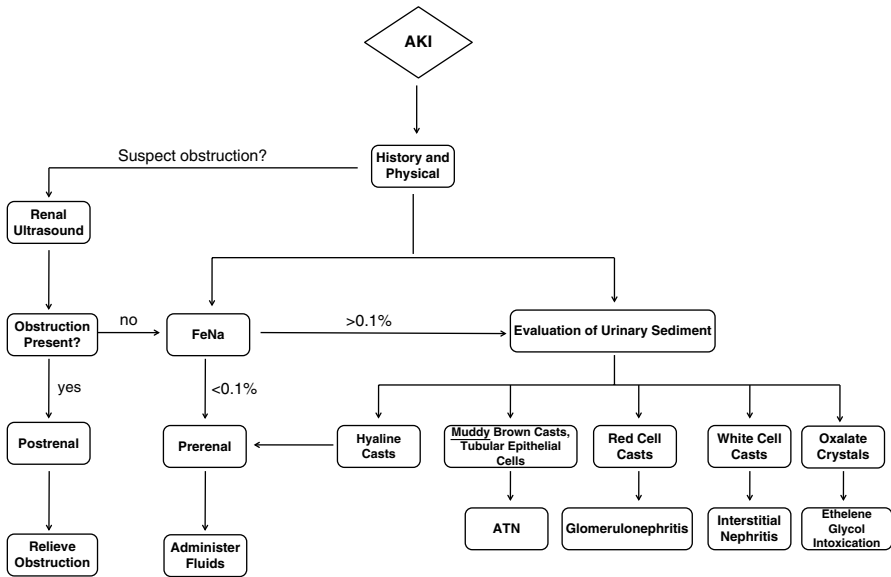 AKI
Suspect obstruction?
History and
Physical
Renal
Ultrasound
Obstruction
Present?
no
FeNa
>0.1%
Evaluation of Urinary Sediment
yes
<0.1%
Postrenal
Prerenal
Hyaline
Casts
Muddy Brown Casts,
Tubular Epithelial
Cells
Red Cell
Casts
White Cell
Casts
Oxalate
Crystals
Relieve
Obstruction
Administer
Fluids
ATN
Glomerulonephritis
Interstitial
Nephritis
Ethelene
Glycol
Intoxication